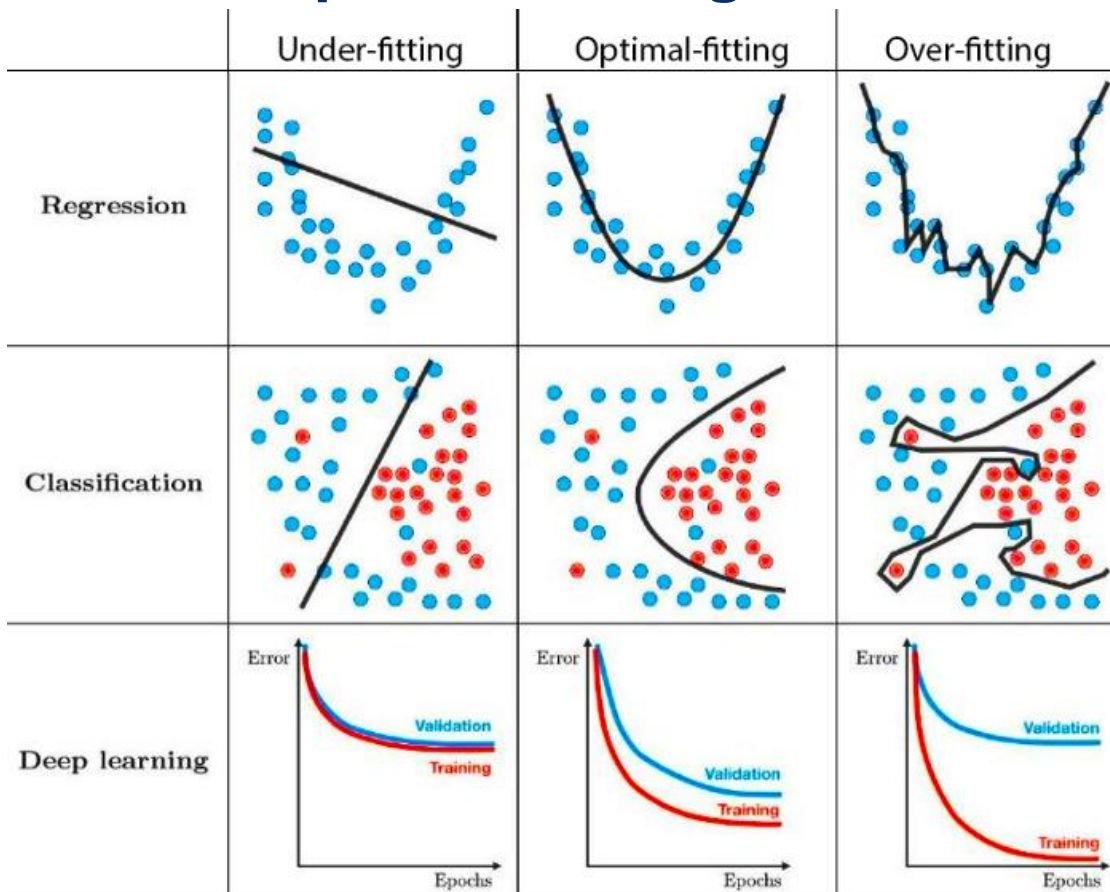 Under-fitting Optimal-fitting Over-fitting
Regression
Classification
Deep learning
Error
Validation
Training
Epochs
Error
Validation
Training
Epochs
Error
Validation
Training
Epochs